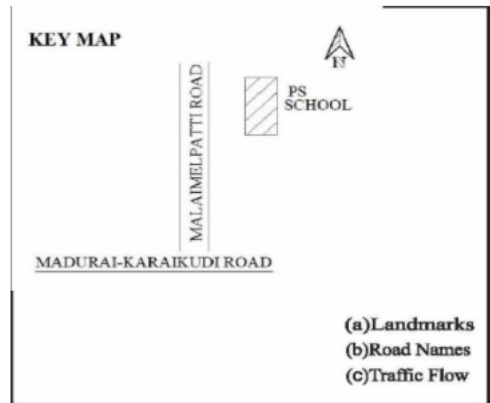 KEY MAP
N
PS
SCHOOL
MALAIMELPATTI ROAD
MADURAI-KARAIKUDI ROAD
(a)Landmarks
(b)Road Names
(c)Traffic Flow